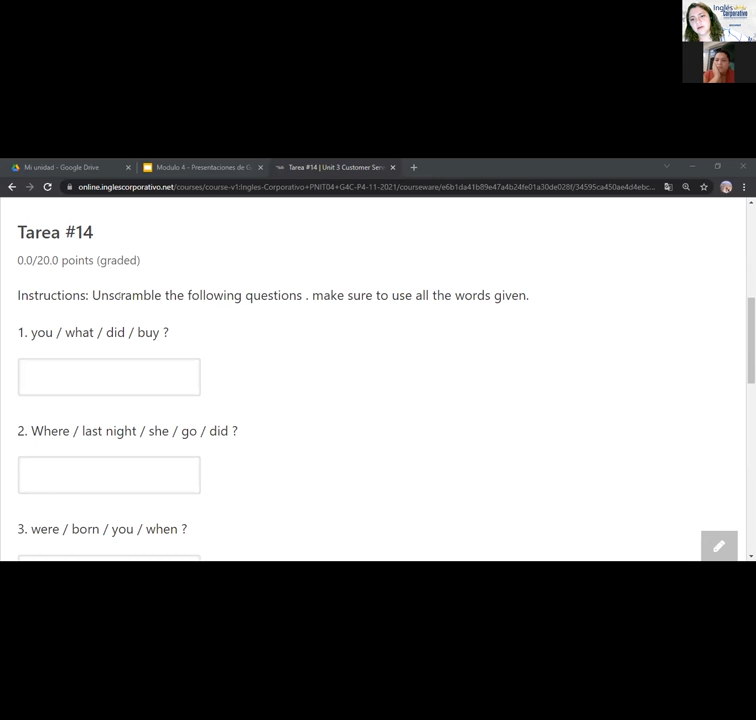 Inglés
Corporativo
Mi unidad - Google Drive
Modulo 4 - Presentaciones de G
Tarea #14 | Unit 3 Customer Serv
online.inglescorporativo.net/courses/course-v1:Ingles-Corporativo+PNIT04+G4C-P4-11-2021/courseware/e6b1da41b89e47a4b24fe01a30de028f/34595ca450ae4d4ebc...
Tarea #14
0.0/20.0 points (graded)
Instructions: Unscramble the following questions . make sure to use all the words given.
1. you / what / did / buy ?
2. Where / last night / she / go / did ?
3. were / born / you / when ?